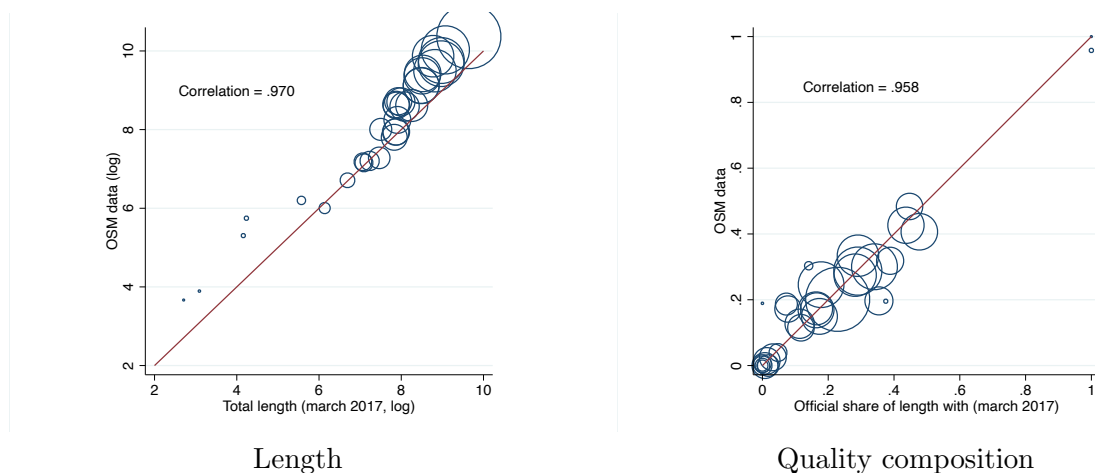 Correlation = .970
OSM data (log)
10
8
6
4
2
2 4 6 8 10
Total length (march 2017, log)
Length
Correlation = .958
OSM data
1
.8
.6
.4
.2
0
0 .2 .4 .6 .8 1
Official share of length with (march 2017)
Quality composition